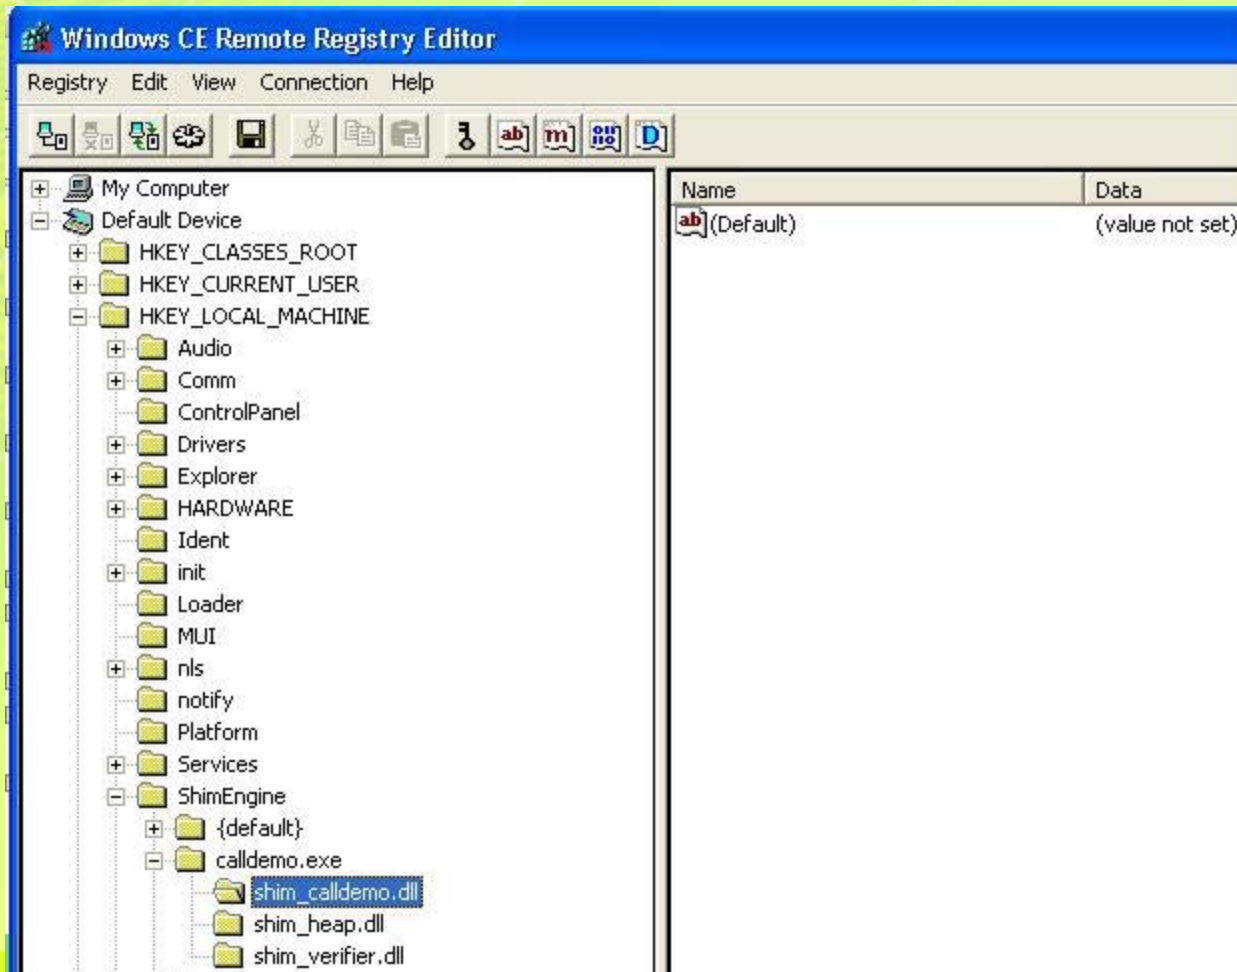 Windows CE Remote Registry Editor
Registry Edit View Connection Help
My Computer
Default Device
HKEY_CLASSES_ROOT
HKEY_CURRENT_USER
HKEY_LOCAL_MACHINE
Audio
Comm
ControlPanel
Drivers
Explorer
HARDWARE
Ident
init
Loader
MUI
nls
notify
Platform
Services
ShimEngine
{default}
calldemo.exe
shim_calldemo.dll
shim_heap.dll
shim_verifier.dll
Name Data
ab (Default) (value not set)